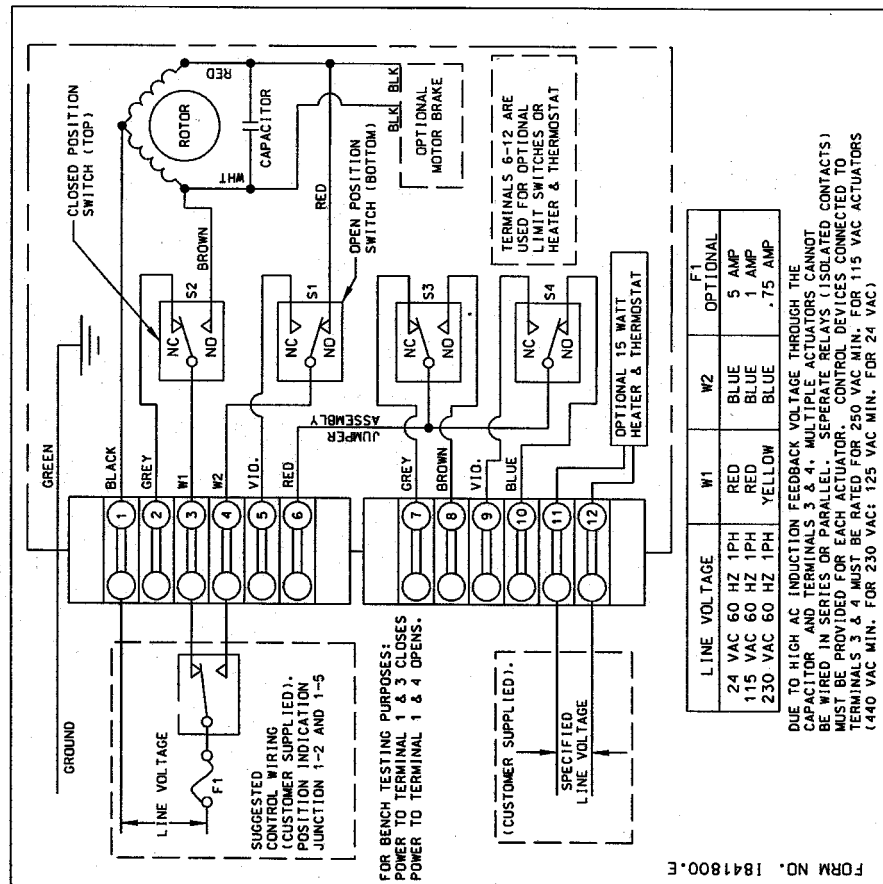 GROUND
GREEN
CLOSED POSITION
SWITCH (TOP)
RED
ROTOR
CAPACITOR
WHT
BLK
BLK
OPTIONAL
MOTOR BRAKE
BLACK
GREY
W1
W2
VIO.
RED
1
2
3
4
5
6
S2
NC
NO
BROWN
RED
S1
NC
NO
OPEN POSITION
SWITCH (BOTTOM)
JUMPER
ASSEMBLY
TERMINALS 6-12 ARE
USED FOR OPTIONAL
LIMIT SWITCHES OR
HEATER & THERMOSTAT
S3
NC
NO
S4
NC
NO
GREY
BROWN
VIO.
BLUE
7
8
9
10
11
12
OPTIONAL 15 WATT
HEATER & THERMOSTAT
LINE VOLTAGE
F1
SUGGESTED
CONTROL WIRING
(CUSTOMER SUPPLIED).
POSITION INDICATION
JUNCTION 1-2 AND 1-5
FOR BENCH TESTING PURPOSES:
POWER TO TERMINAL 1 & 3 CLOSES
POWER TO TERMINAL 1 & 4 OPENS.
(CUSTOMER SUPPLIED).
SPECIFIED
LINE VOLTAGE
LINE VOLTAGE W1 W2 F1 OPTIONAL
24 VAC 60 HZ 1PH RED BLUE 5 AMP
115 VAC 60 HZ 1PH RED BLUE 1 AMP
230 VAC 60 HZ 1PH YELLOW BLUE .75 AMP
DUE TO HIGH AC INDUCTION FEEDBACK VOLTAGE THROUGH THE
CAPACITOR AND TERMINALS 3 & 4. MULTIPLE ACTUATORS CANNOT
BE WIRED IN SERIES OR PARALLEL. SEPERATE RELAYS (ISOLATED CONTACTS)
MUST BE PROVIDED FOR EACH ACTUATOR. CONTROL DEVICES CONNECTED TO
TERMINALS 3 & 4 MUST BE RATED FOR 250 VAC MIN. FOR 115 VAC ACTUATORS
(440 VAC MIN. FOR 230 VAC; 125 VAC MIN. FOR 24 VAC)
FORM NO. I841800.E